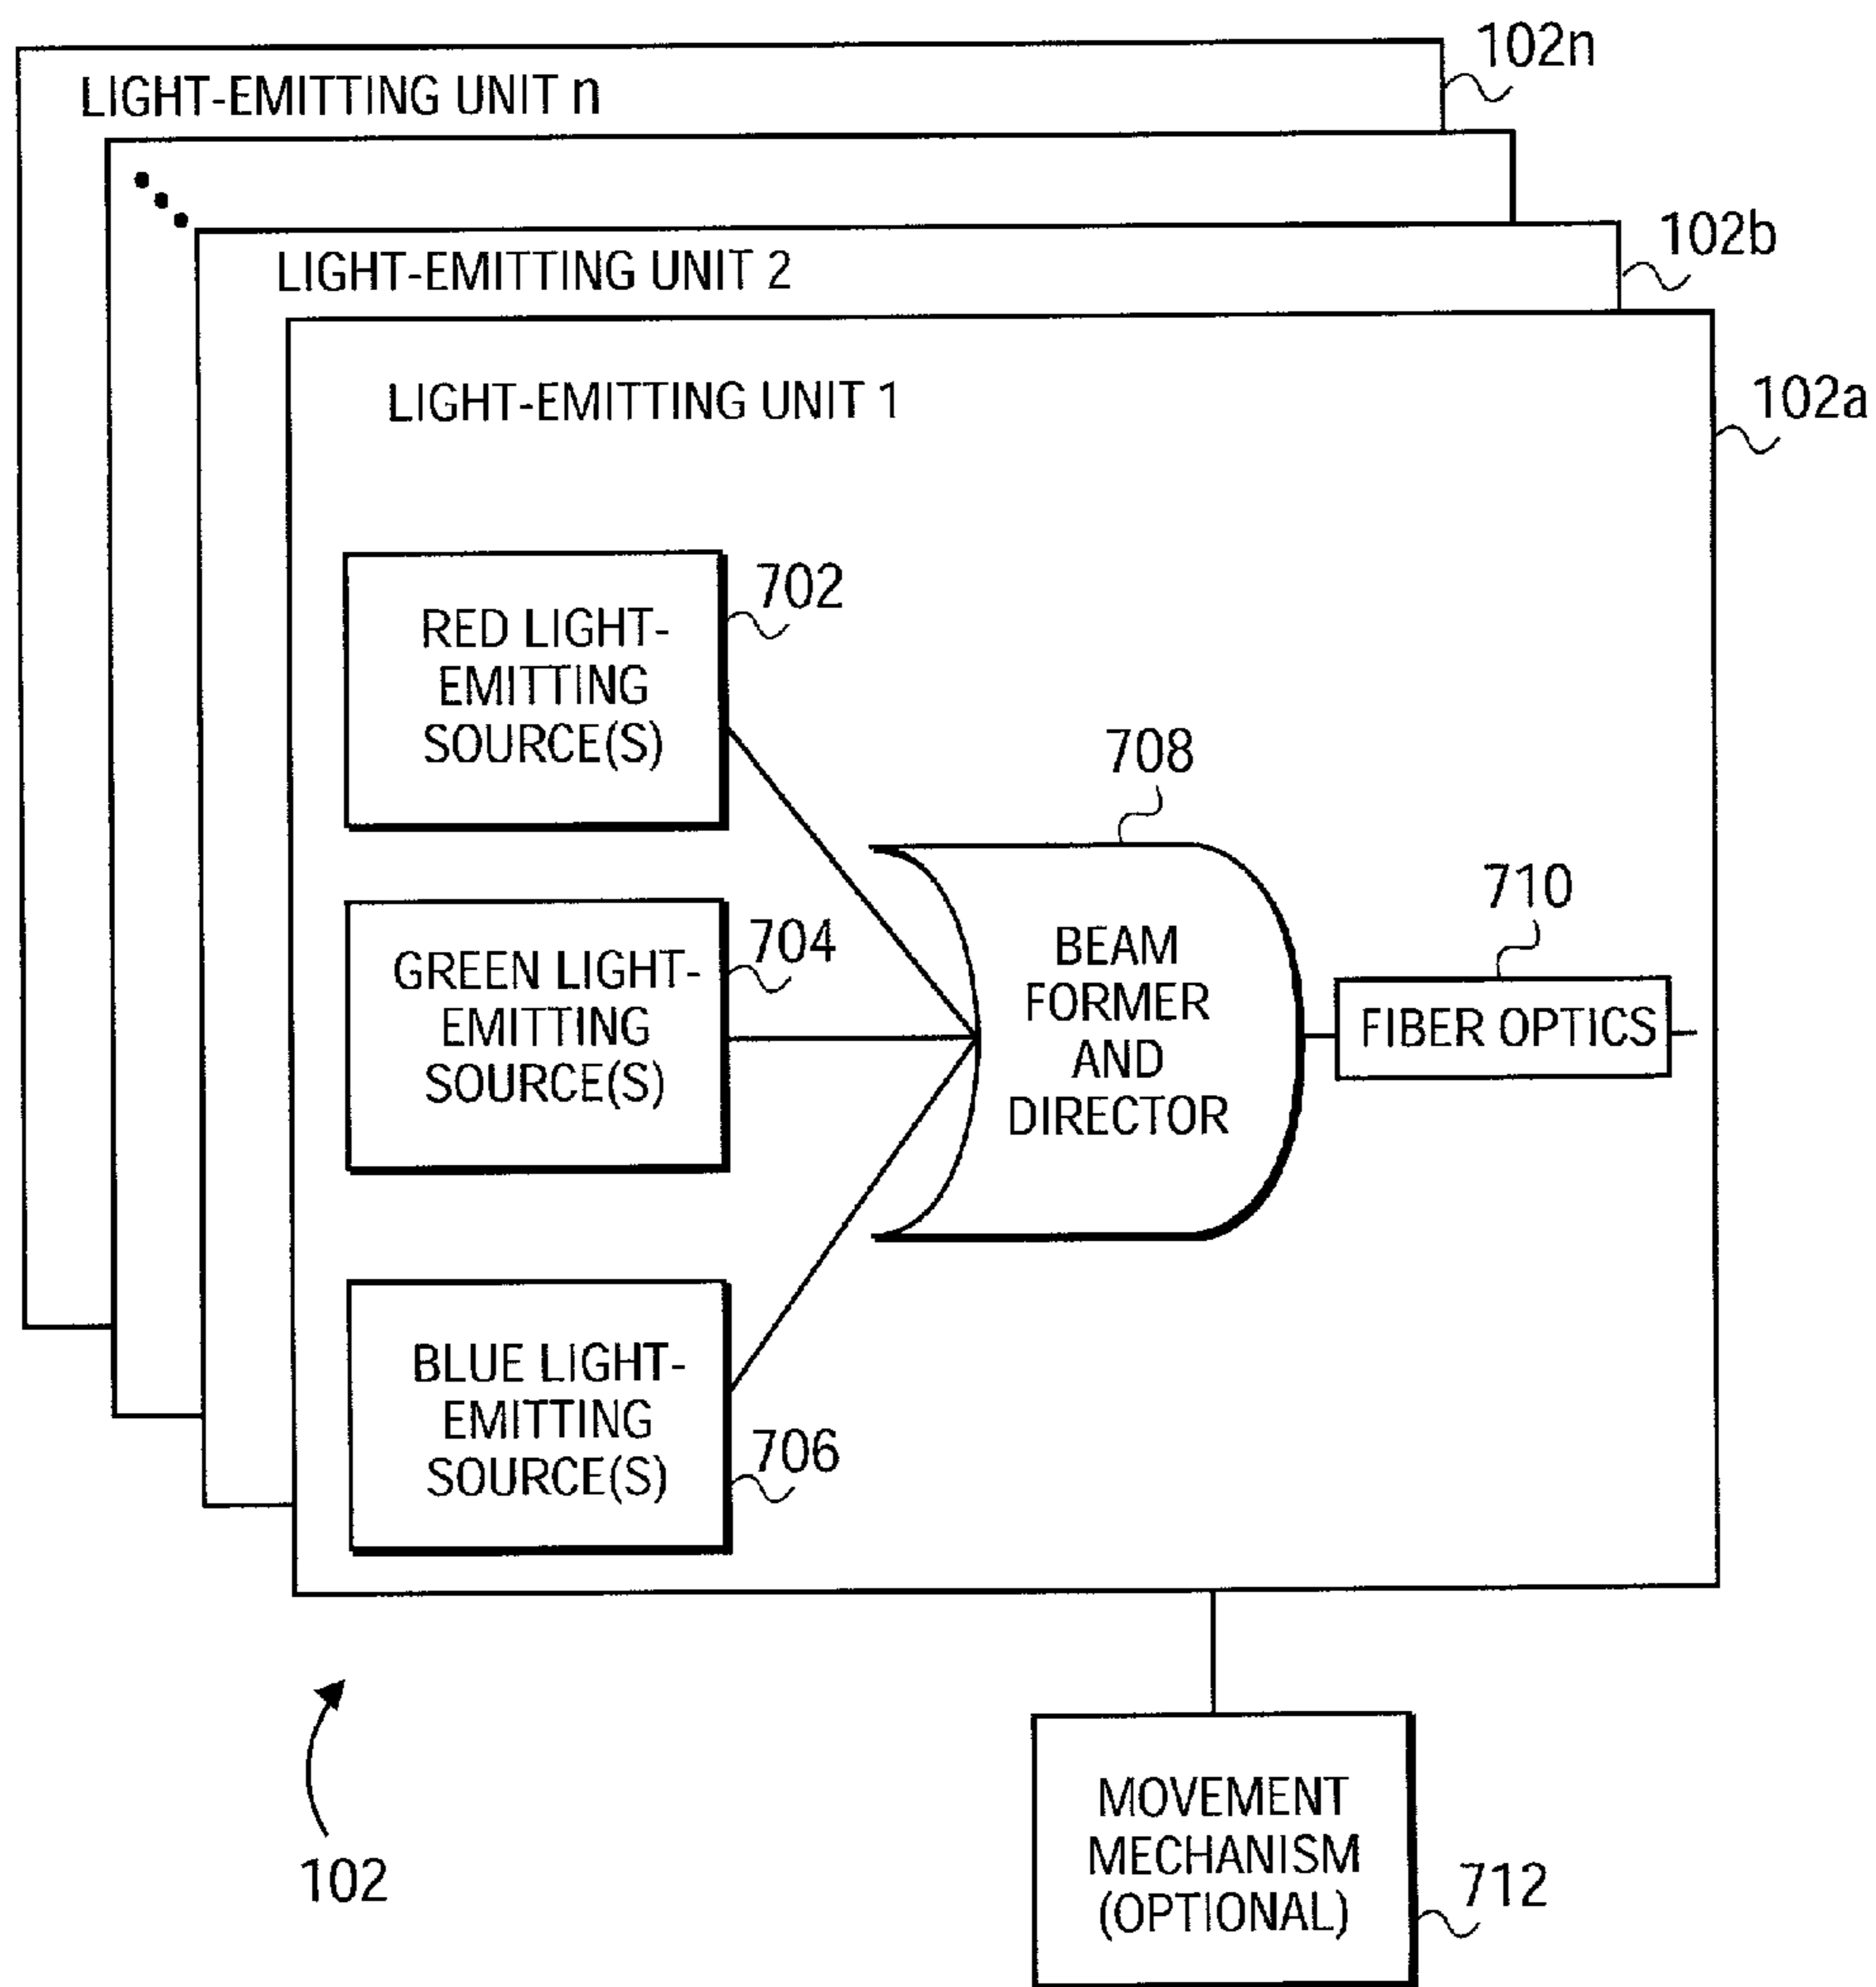 102n
LIGHT-EMITTING UNIT n
102b
LIGHT-EMITTING UNIT 2
102a
LIGHT-EMITTING UNIT 1
702
RED LIGHT-
EMITTING
SOURCE(S)
708
710
704
GREEN LIGHT-
EMITTING
SOURCE(S)
BEAM
FORMER
AND
DIRECTOR
FIBER OPTICS
BLUE LIGHT-
EMITTING
SOURCE(S)
706
102
MOVEMENT
MECHANISM
(OPTIONAL)
712